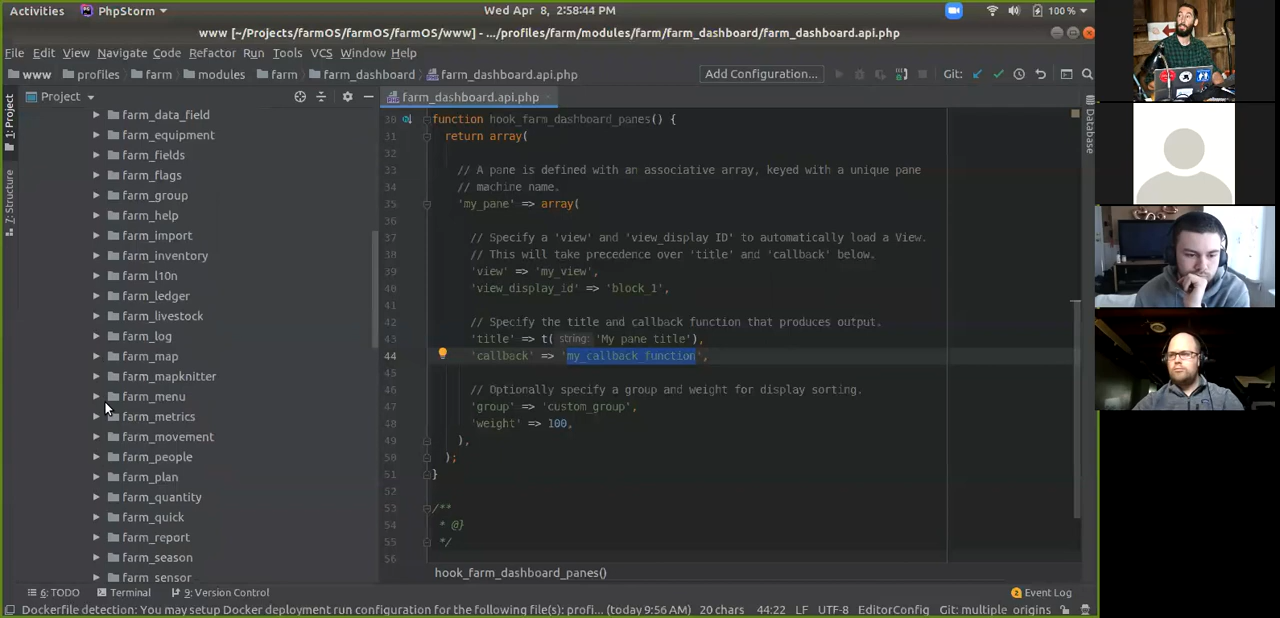 Activities PhpStorm Wed Apr 8, 2:58:44 PM 100 %
www [~/Projects/farmOS/farmOS/farmOS/www] - .../profiles/farm/modules/farm/farm_dashboard/farm_dashboard.api.php
File Edit View Navigate Code Refactor Run Tools VCS Window Help
www profiles farm modules farm farm_dashboard farm_dashboard.api.php Add Configuration... Git:
Project farm_dashboard.api.php
1: Project
7: Structure
Database
farm_data_field
farm_equipment
farm_fields
farm_flags
farm_group
farm_help
farm_import
farm_inventory
farm_l10n
farm_ledger
farm_livestock
farm_log
farm_map
farm_mapknitter
farm_menu
farm_metrics
farm_movement
farm_people
farm_plan
farm_quantity
farm_quick
farm_report
farm_season
farm_sensor
30 function hook_farm_dashboard_panes() {
31 return array(
32
33 // A pane is defined with an associative array, keyed with a unique pane
34 // machine name.
35 'my_pane' => array(
36
37 // Specify a 'view' and 'view_display ID' to automatically load a View.
38 // This will take precedence over 'title' and 'callback' below.
39 'view' => 'my_view',
40 'view_display_id' => 'block_1',
41
42 // Specify the title and callback function that produces output.
43 'title' => t( string: 'My pane title'),
44 'callback' => 'my_callback_function',
45
46 // Optionally specify a group and weight for display sorting.
47 'group' => 'custom_group',
48 'weight' => 100,
49 ),
50 );
51 }
52
53 /**
54 * @}
55 */
56
hook_farm_dashboard_panes()
6: TODO Terminal 9: Version Control 2 Event Log
Dockerfile detection: You may setup Docker deployment run configuration for the following file(s): profi... (today 9:56 AM) 20 chars 44:22 LF UTF-8 EditorConfig Git: multiple origins